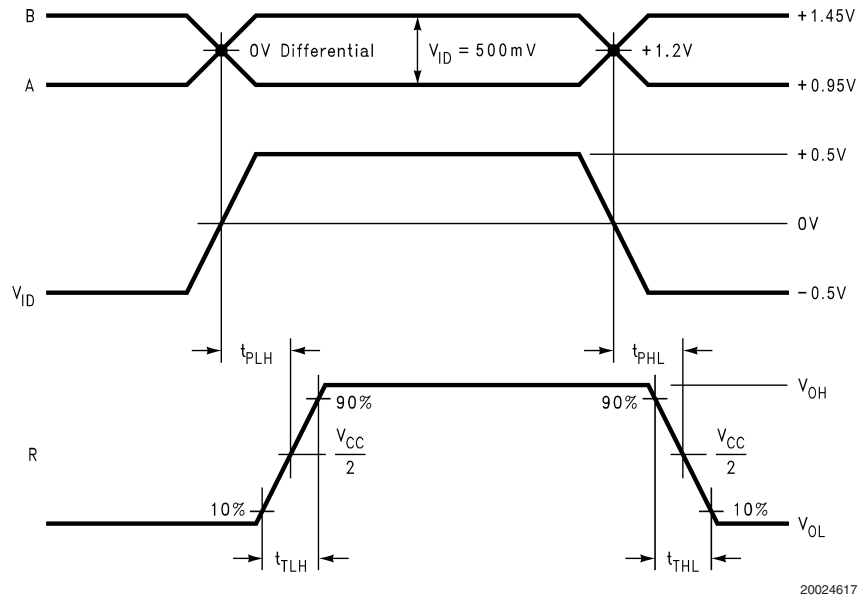 B
+1.45V
0V Differential
V_ID = 500mV
+1.2V
A
+0.95V
+0.5V
0V
V_ID
−0.5V
t_PLH
t_PHL
V_OH
90%
90%
R
V_CC
2
V_CC
2
10%
10%
V_OL
t_TLH
t_THL
20024617